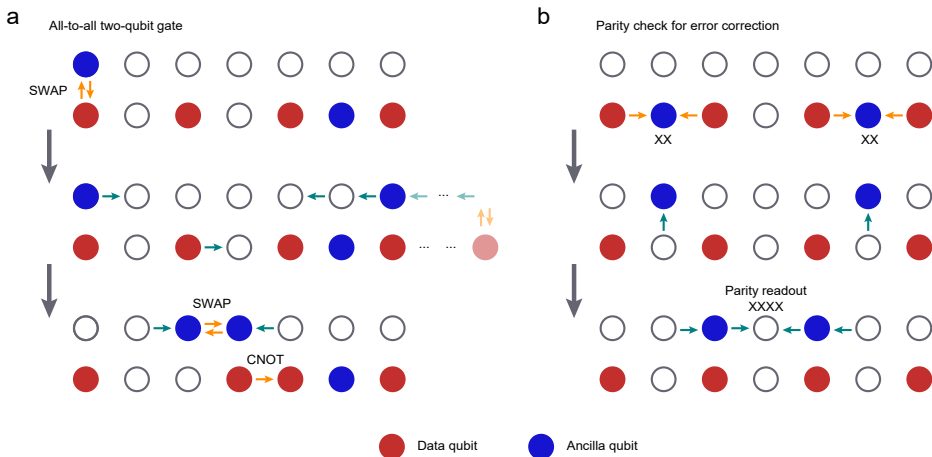 a
All-to-all two-qubit gate
SWAP
... ...
... ...
SWAP
CNOT
b
Parity check for error correction
XX XX
Parity readout
XXXX
Data qubit Ancilla qubit